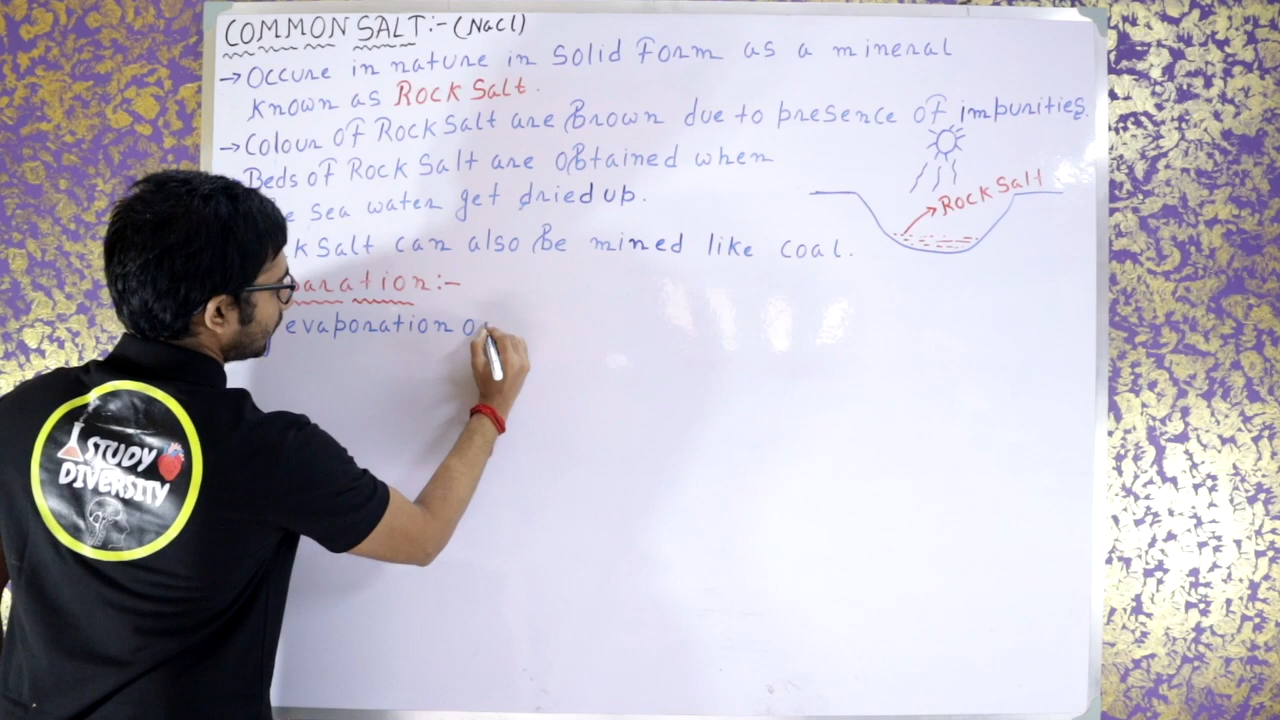 COMMON SALT:- (NaCl)
→ Occure in nature in Solid Form as a mineral
known as Rock Salt.
→ Colour of Rock Salt are Brown due to presence of impurities.
Beds of Rock Salt are obtained when
Sea water get dried up.
Salt can also Be mined like coal.
evaporation
Rock Salt
STUDY
DIVERSITY